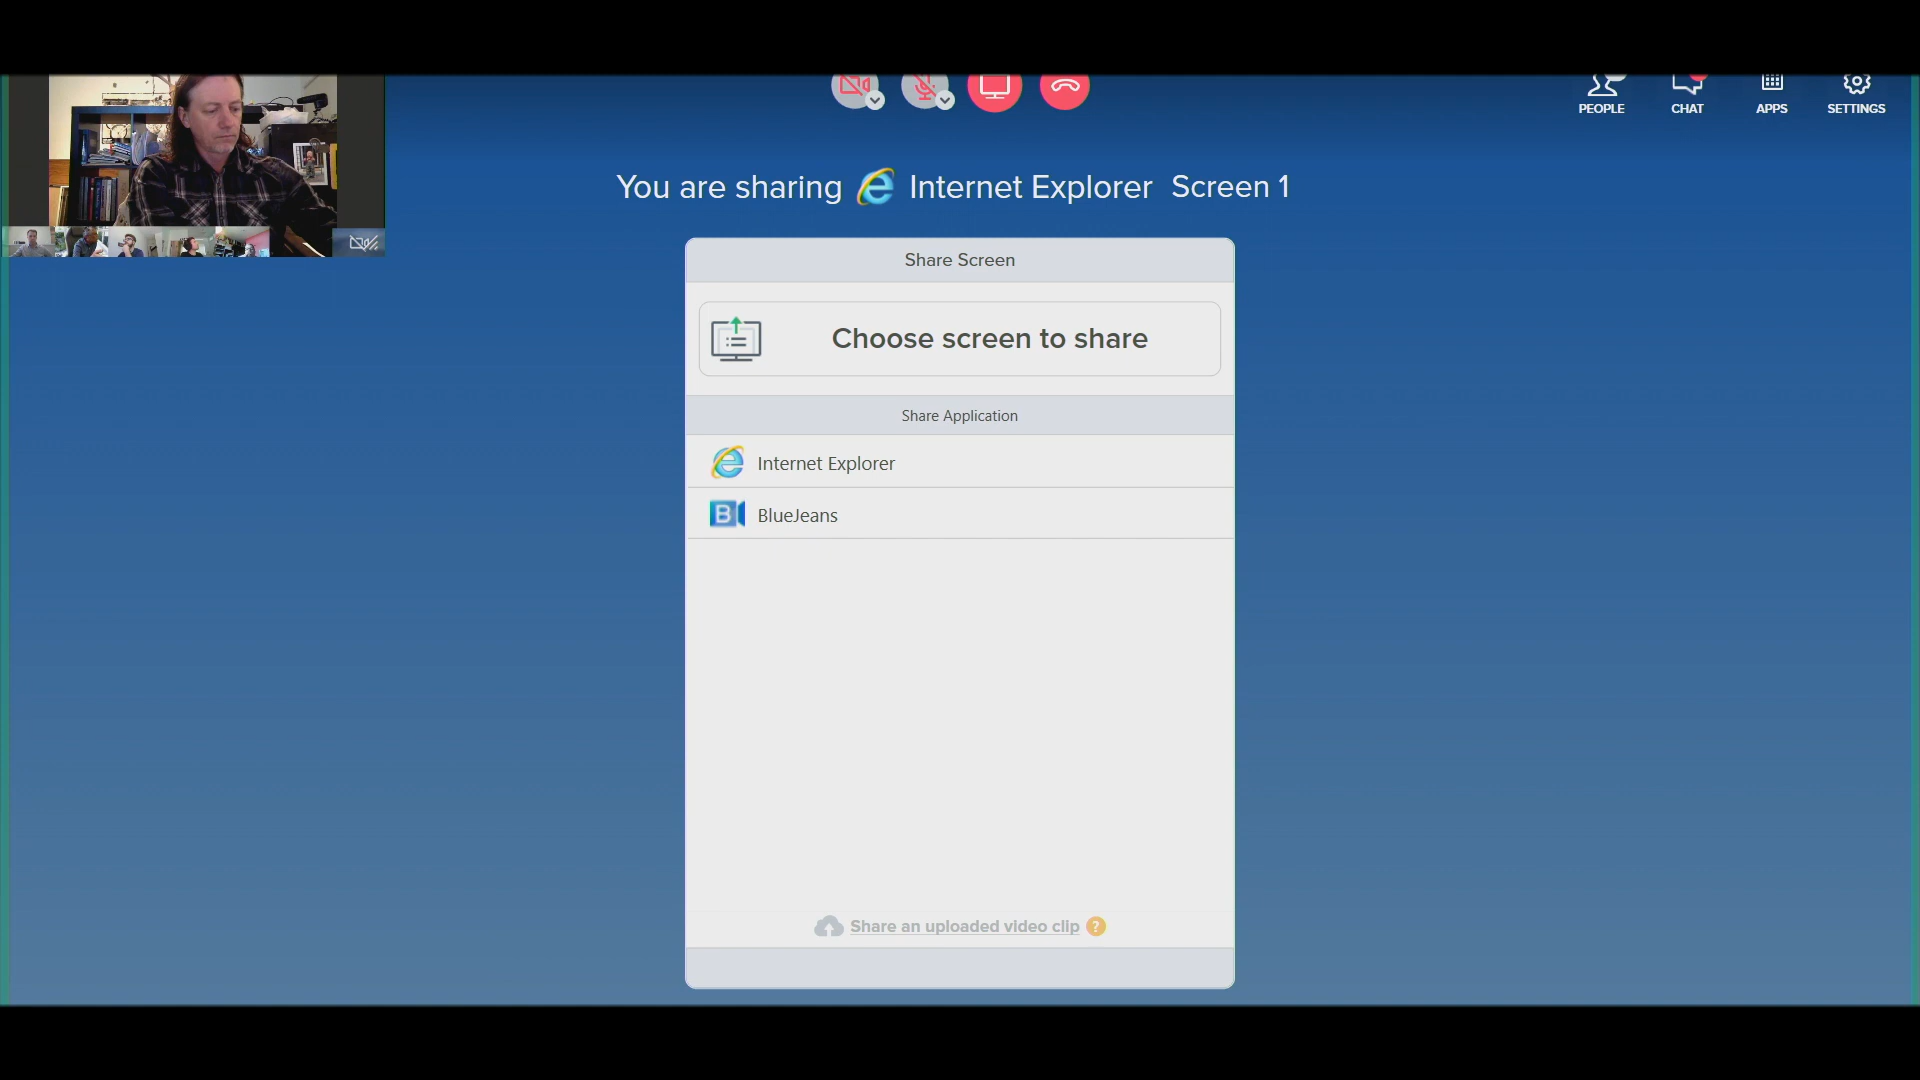 PEOPLE
CHAT
APPS
SETTINGS
You are sharing Internet Explorer Screen 1
Share Screen
Choose screen to share
Share Application
Internet Explorer
BlueJeans
Share an uploaded video clip ?